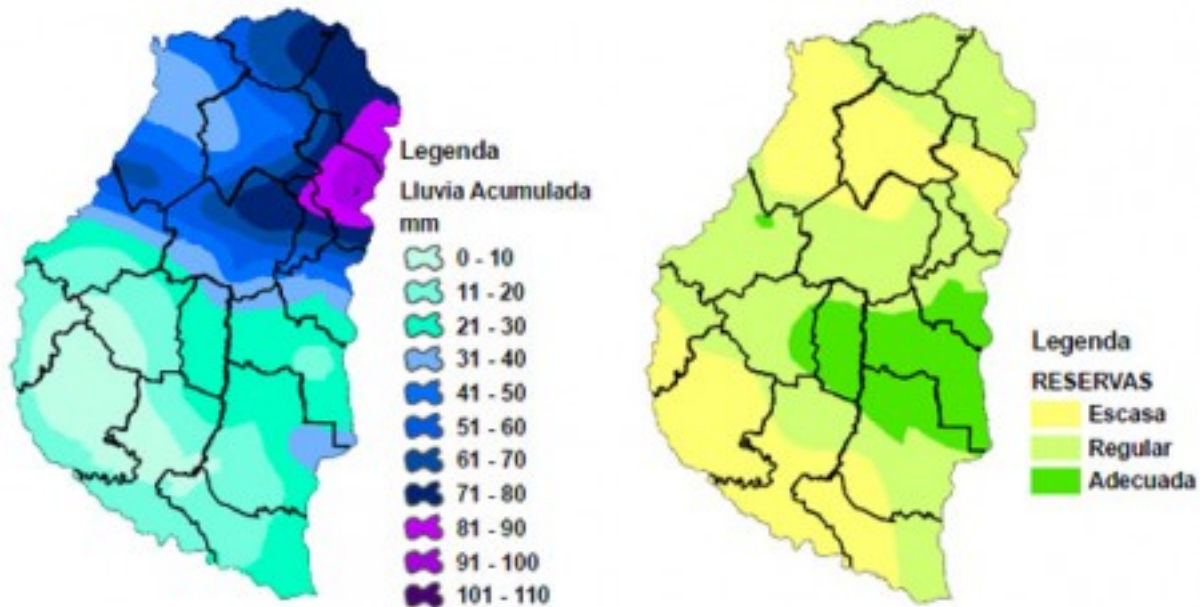 Legenda
Lluvia Acumulada
mm
0 - 10
11 - 20
21 - 30
31 - 40
41 - 50
51 - 60
61 - 70
71 - 80
81 - 90
91 - 100
101 - 110
Legenda
RESERVAS
Escasa
Regular
Adecuada